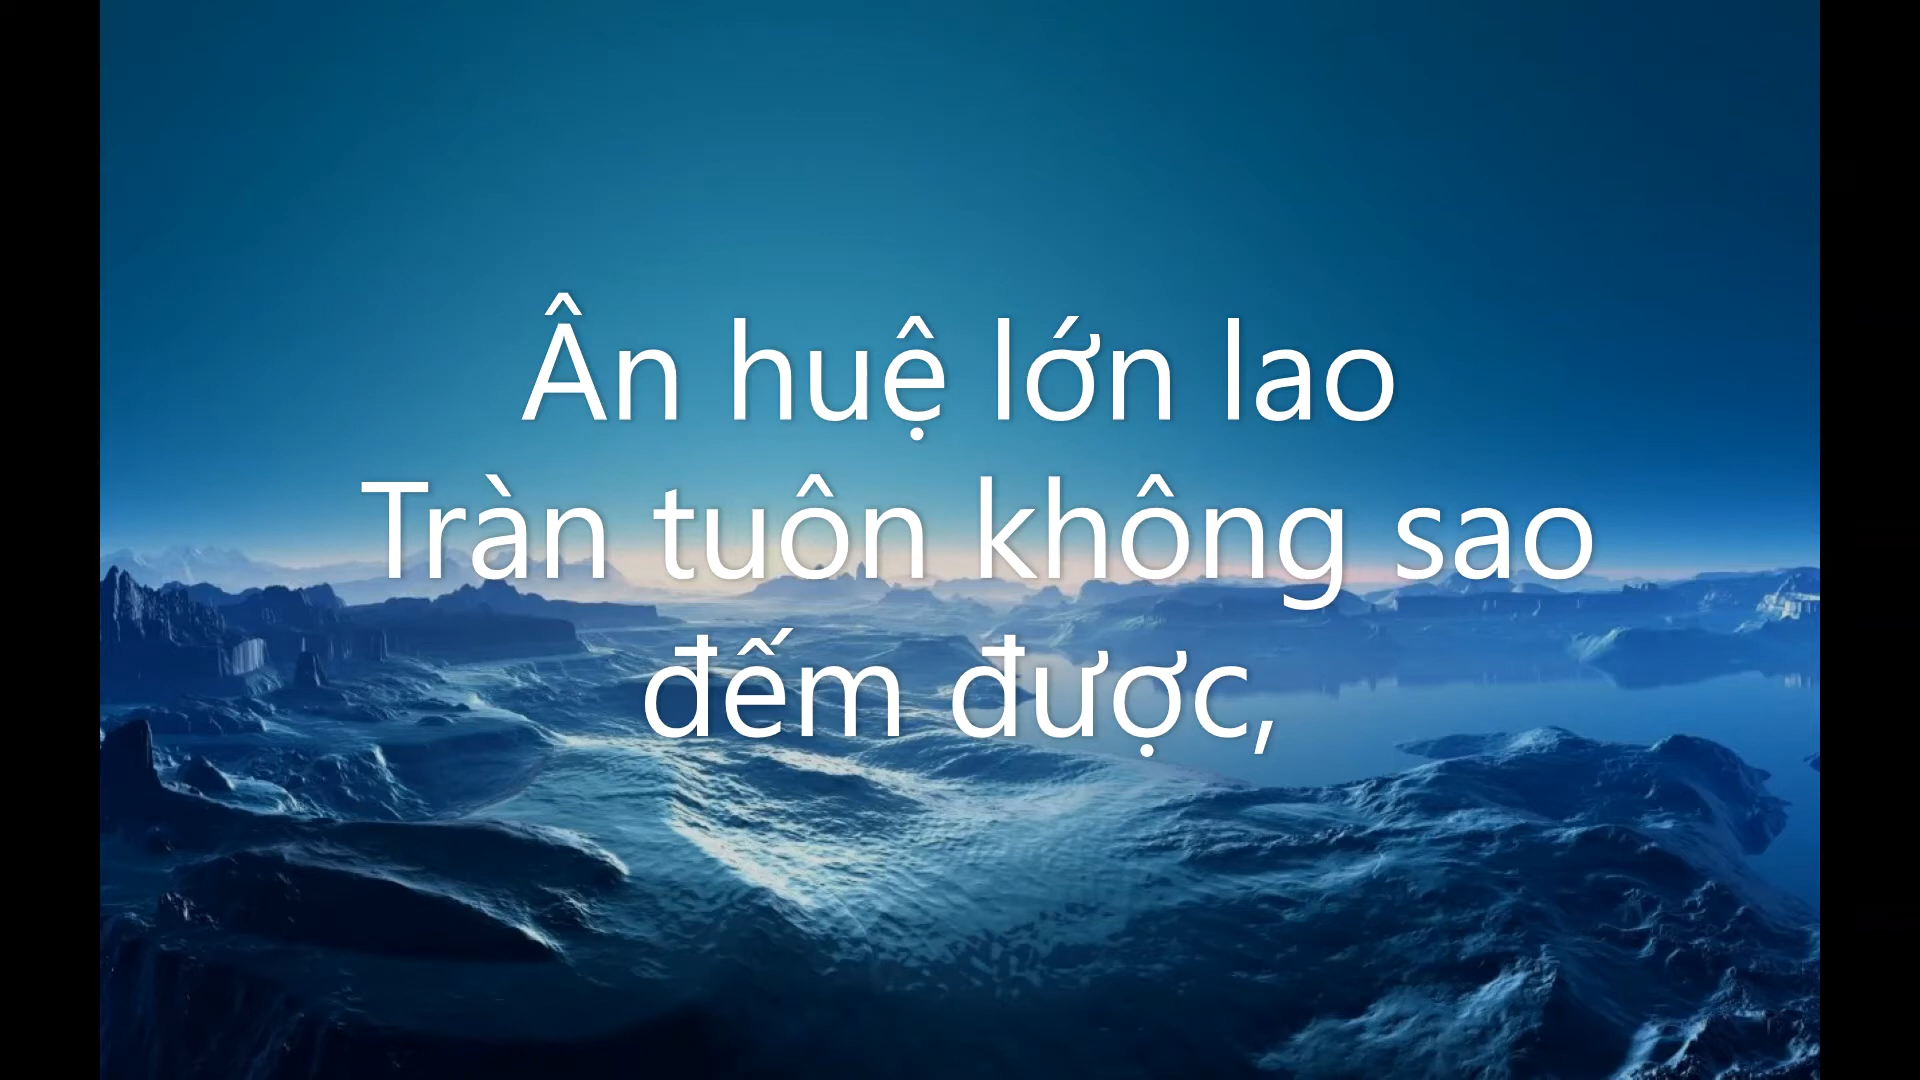 Ân huệ lớn lao
Tràn tuôn không sao
đếm được,